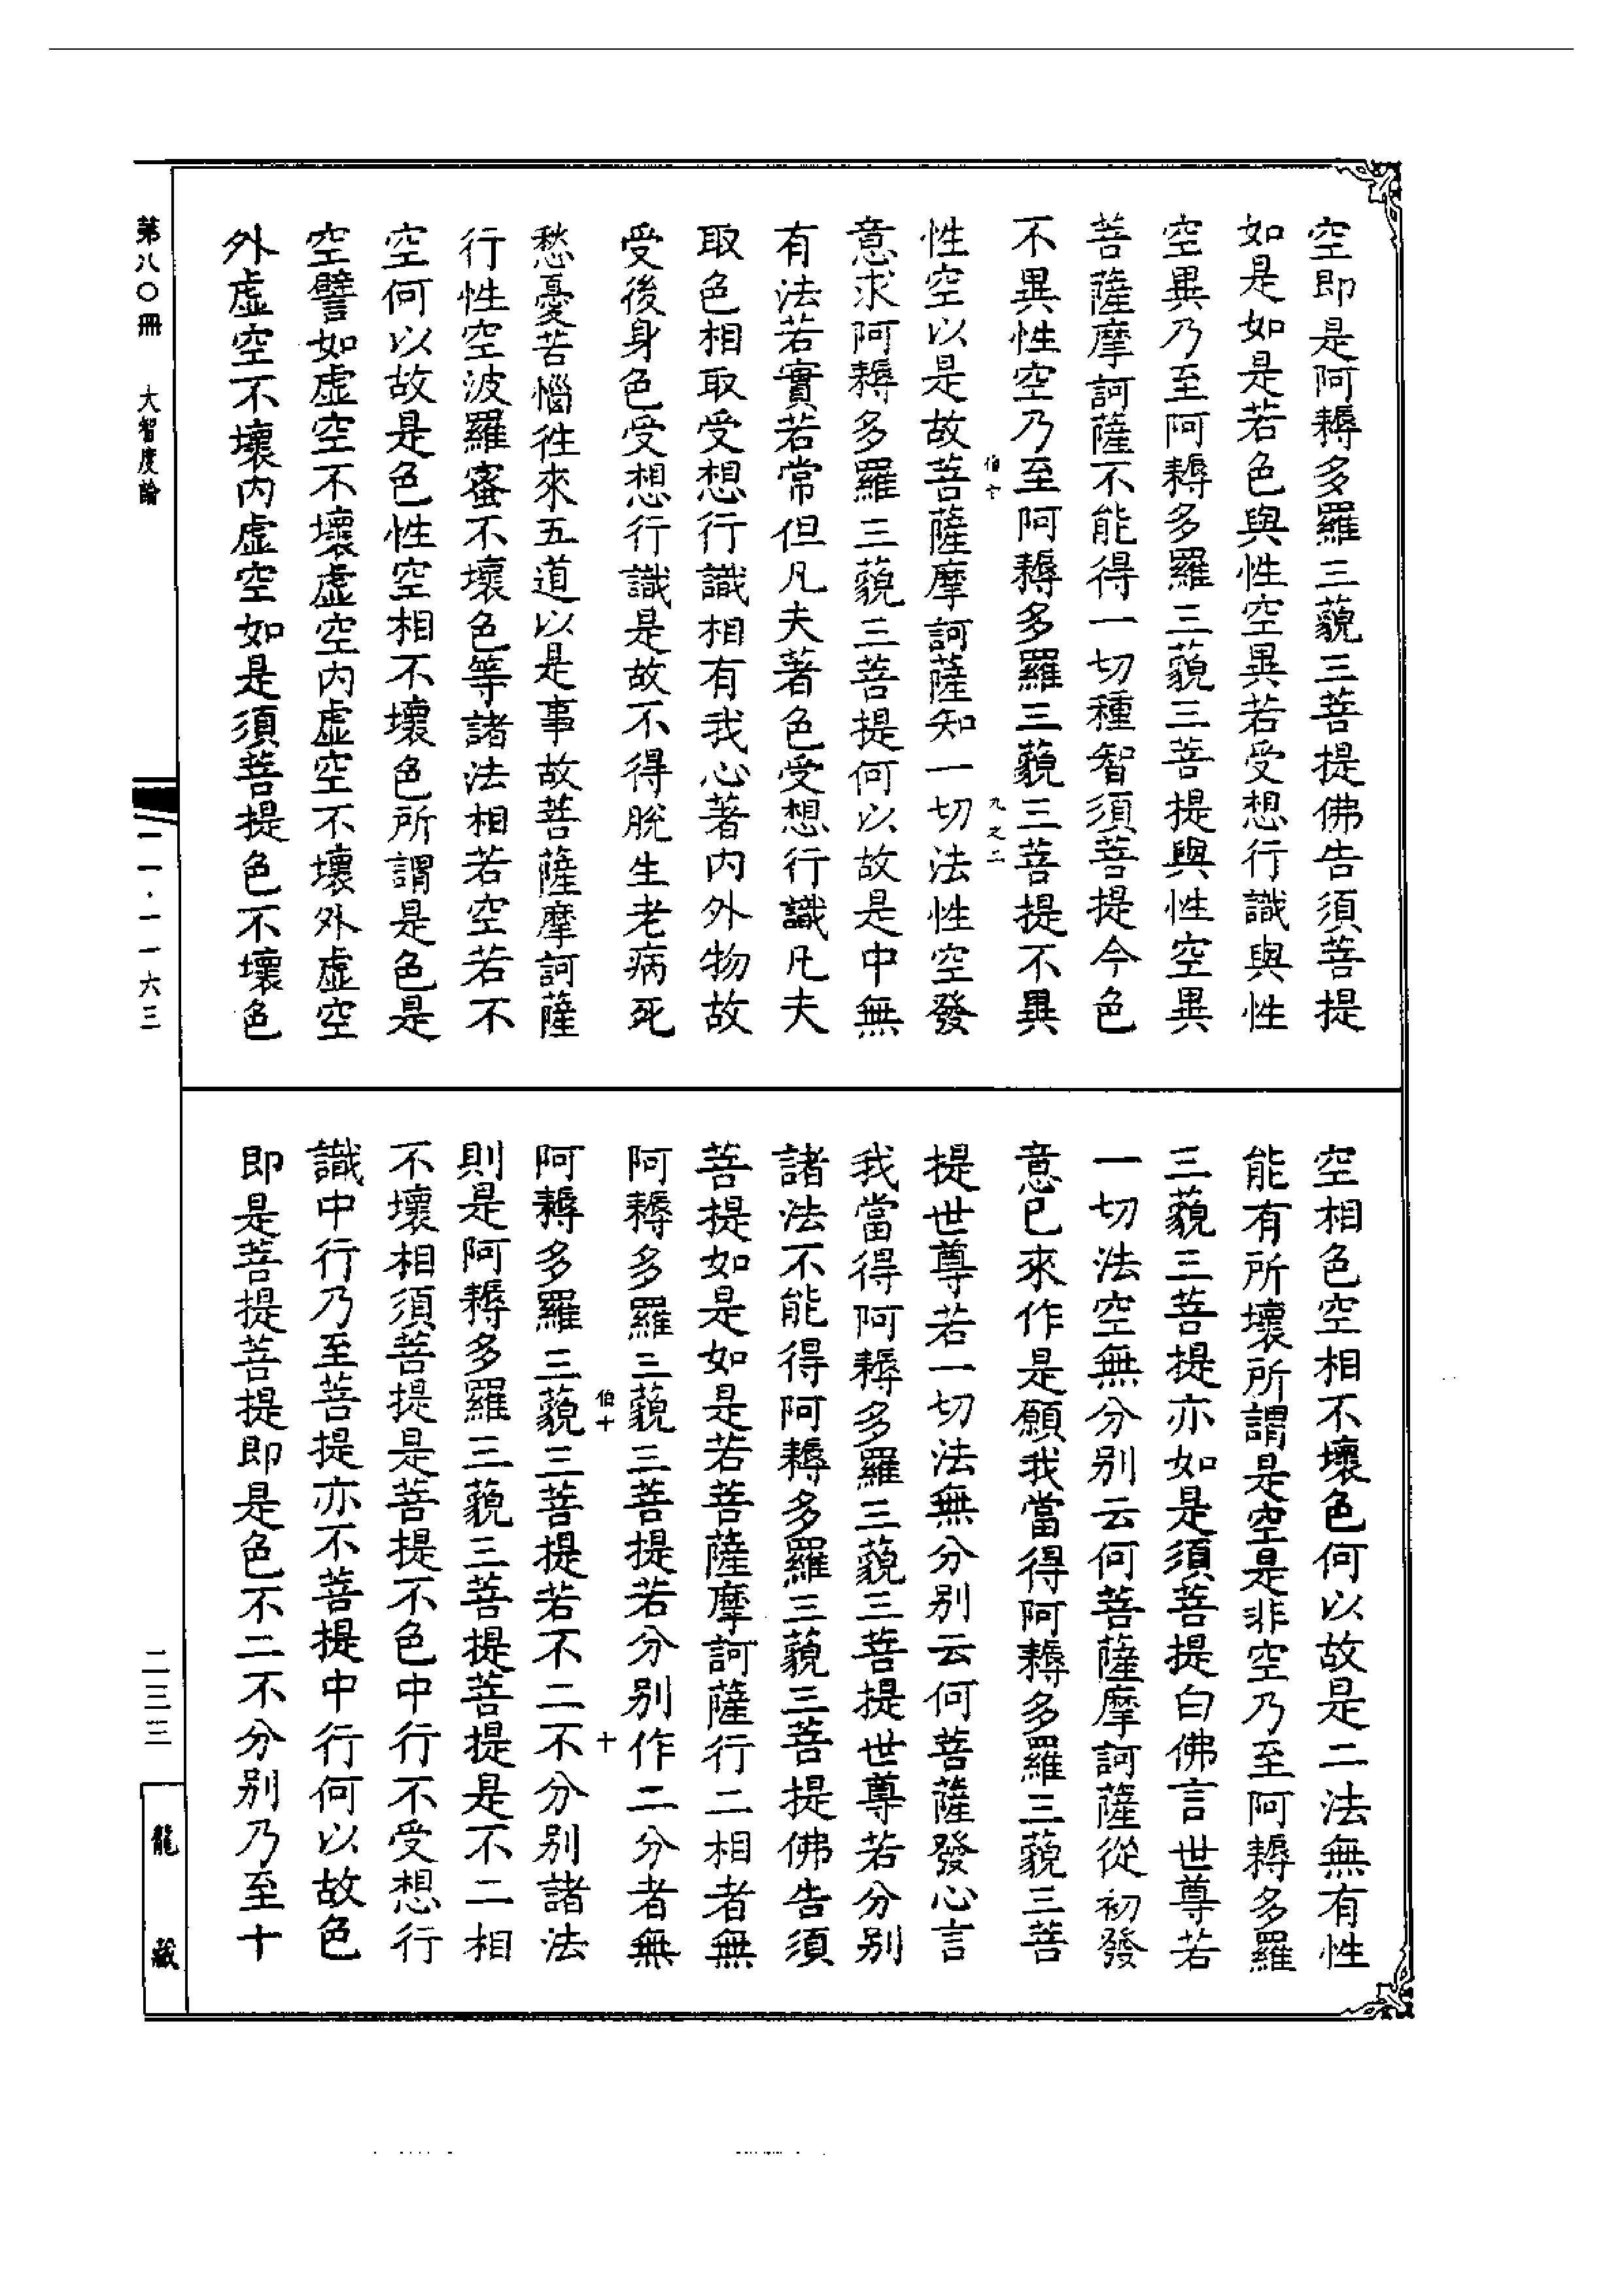 空即是阿耨多羅三藐三菩提佛告須菩提
如是如是若色與性空異若受想行識與性
空異乃至阿耨多羅三藐三菩提與性空異
菩薩摩訶薩不能得一切種智須菩提今色
不異性空乃至阿耨多羅三藐三菩提不異
伯十 九之二
性空以是故菩薩摩訶薩知一切法性空發
意求阿耨多羅三藐三菩提何以故是中無
有法若實若常但凡夫著色受想行識凡夫
取色相取受想行識相有我心著內外物故
受後身色受想行識是故不得脫生老病死
愁憂苦惱徃來五道以是事故菩薩摩訶薩
行性空波羅蜜不壞色等諸法相若空若不
空何以故是色性空相不壞色所謂是色是
空譬如虛空不壞虛空內虛空不壞外虛空
外虛空不壞內虛空如是須菩提色不壞色
空相色空相不壞色何以故是二法無有性
能有所壞所謂是空是非空乃至阿耨多羅
三藐三菩提亦如是須菩提白佛言世尊若
一切法空無分別云何菩薩摩訶薩從初發
意已來作是願我當得阿耨多羅三藐三菩
提世尊若一切法無分別云何菩薩發心言
我當得阿耨多羅三藐三菩提世尊若分別
諸法不能得阿耨多羅三藐三菩提佛告須
菩提如是如是若菩薩摩訶薩行二相者無
阿耨多羅三藐三菩提若分別作二分者無
伯十 十
阿耨多羅三藐三菩提若不二不分別諸法
則是阿耨多羅三藐三菩提菩提是不二相
不壞相須菩提是菩提不色中行不受想行
識中行乃至菩提亦不菩提中行何以故色
即是菩提菩提即是色不二不分別乃至十
第八〇冊 大智度論
一一·一一六三
二三三
龍藏